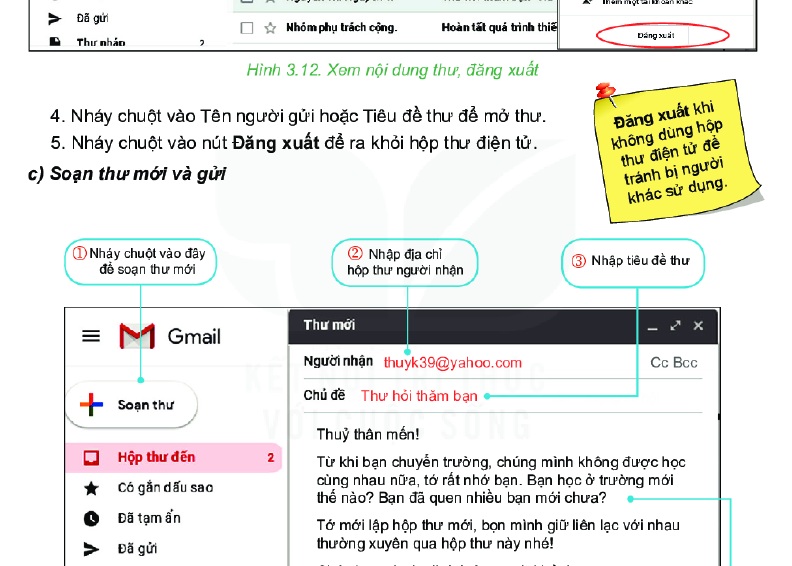 Thêm một tài khoản khác
Đã gửi
Nhóm phụ trách cộng.
Hoàn tất quá trình thiế
Thư nháp
2
Đăng xuất
Hình 3.12. Xem nội dung thư, đăng xuất
4. Nháy chuột vào Tên người gửi hoặc Tiêu đề thư để mở thư.
5. Nháy chuột vào nút Đăng xuất để ra khỏi hộp thư điện tử.
Đăng xuất khi
không dùng hộp
thư điện tử để
tránh bị người
khác sử dụng.
c) Soạn thư mới và gửi
① Nháy chuột vào đây
để soạn thư mới
② Nhập địa chỉ
hộp thư người nhận
③ Nhập tiêu đề thư
Gmail
Thư mới
Người nhận thuyk39@yahoo.com Cc Bcc
Chủ đề Thư hỏi thăm bạn
Soạn thư
Hộp thư đến 2
Có gắn dấu sao
Đã tạm ẩn
Đã gửi
Thuỷ thân mến!
Từ khi bạn chuyển trường, chúng mình không được học
cùng nhau nữa, tớ rất nhớ bạn. Bạn học ở trường mới
thế nào? Bạn đã quen nhiều bạn mới chưa?
Tớ mới lập hộp thư mới, bọn mình giữ liên lạc với nhau
thường xuyên qua hộp thư này nhé!